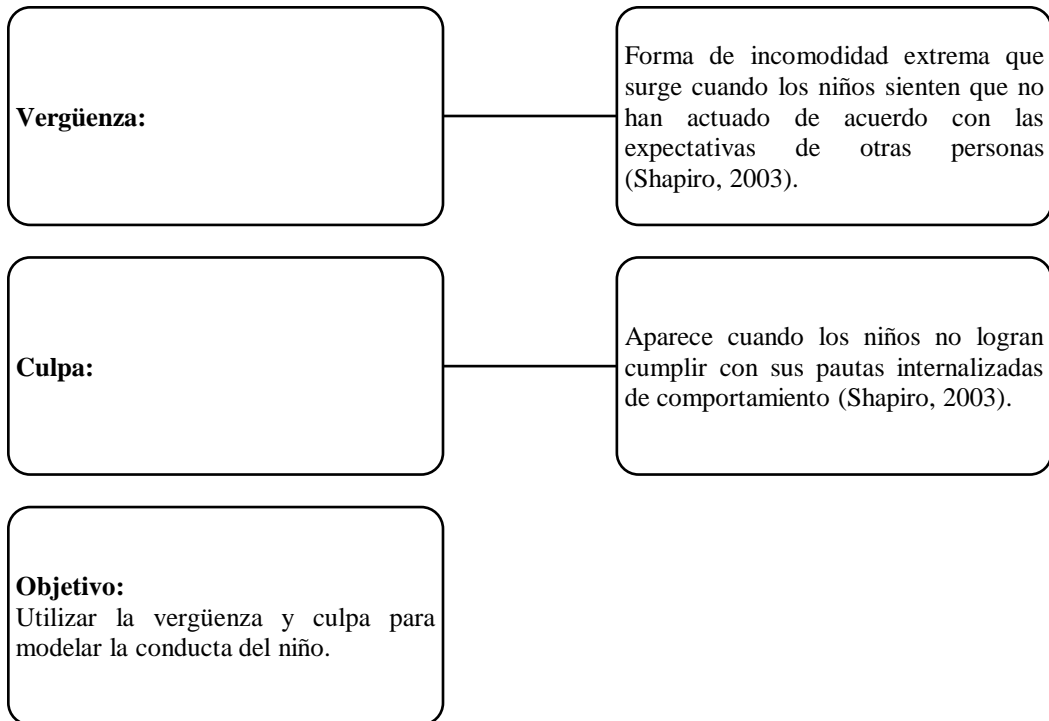 Vergüenza:
Forma de incomodidad extrema que
surge cuando los niños sienten que no
han actuado de acuerdo con las
expectativas de otras personas
(Shapiro, 2003).
Culpa:
Aparece cuando los niños no logran
cumplir con sus pautas internalizadas
de comportamiento (Shapiro, 2003).
Objetivo:
Utilizar la vergüenza y culpa para
modelar la conducta del niño.